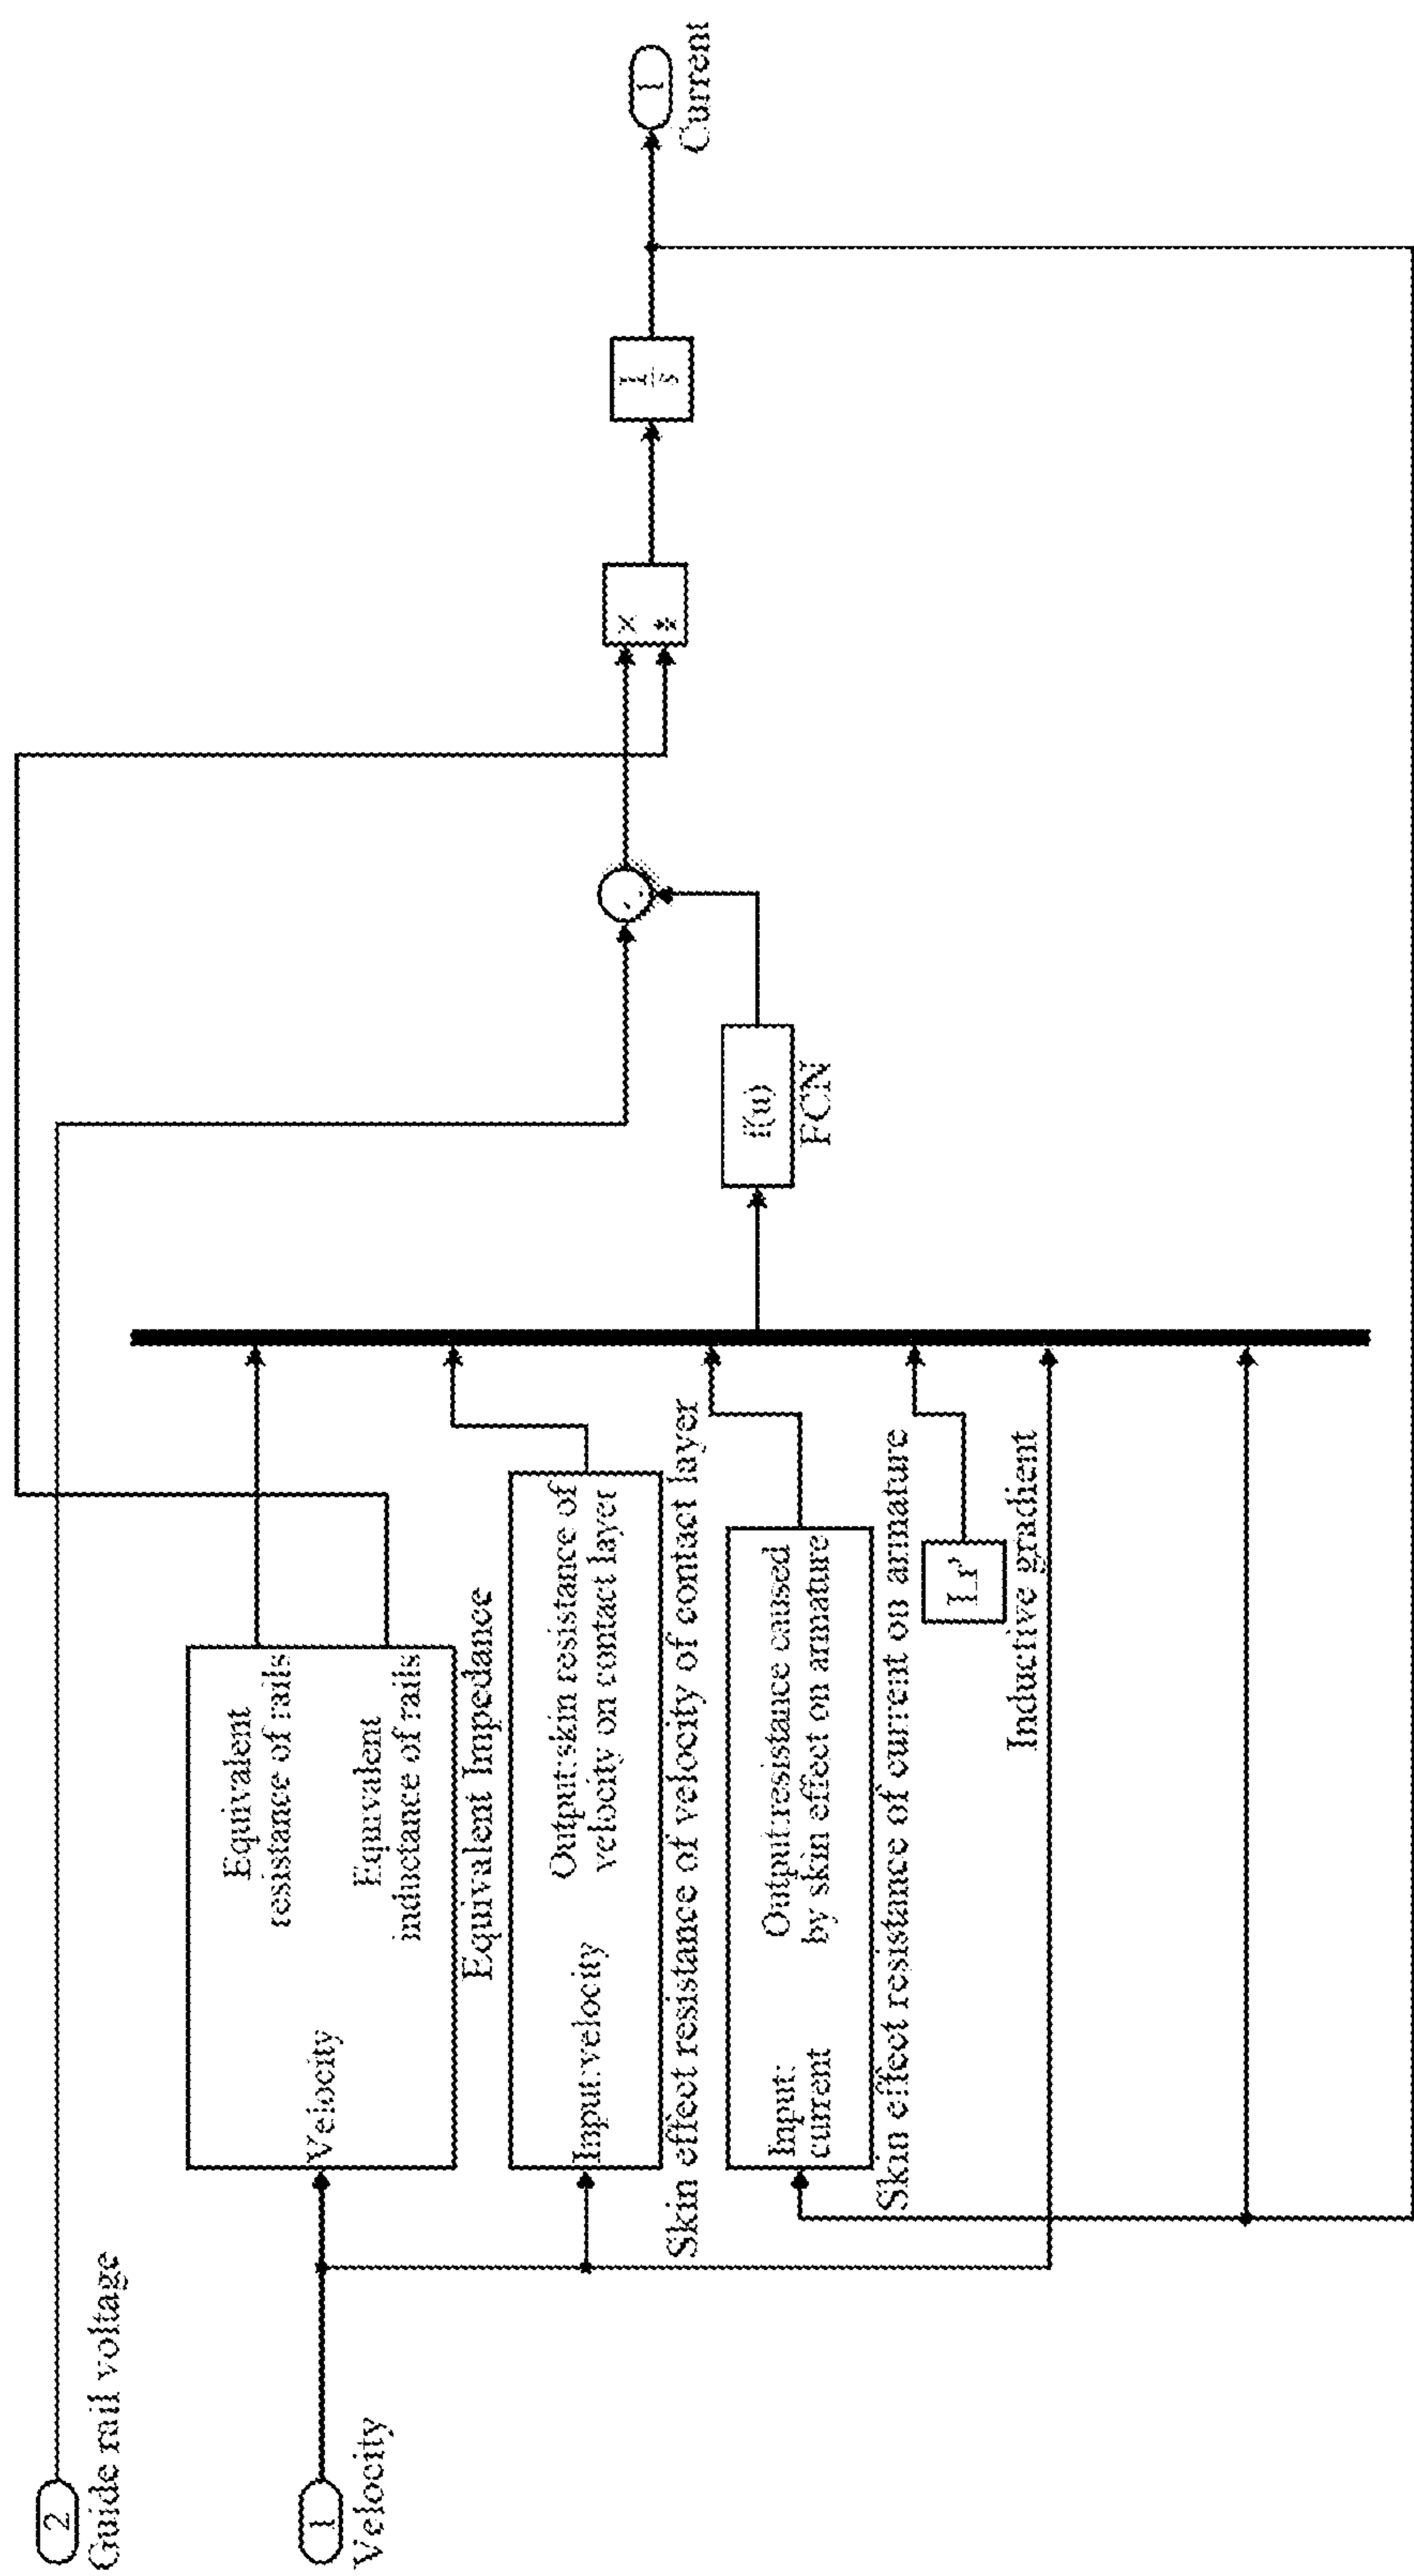 2
Guide rail voltage
1
Velocity
Velocity
Equivalent
resistance of rails
Equivalent
inductance of rails
Equivalent Impedance
Input:velocity
Output:skin resistance of
velocity on contact layer
Skin effect resistance of velocity of contact layer
Input:
current
Output:resistance caused
by skin effect on armature
Skin effect resistance of current on armature
Lr'
Inductive gradient
f(u)
FCN
×
1
s
1
Current